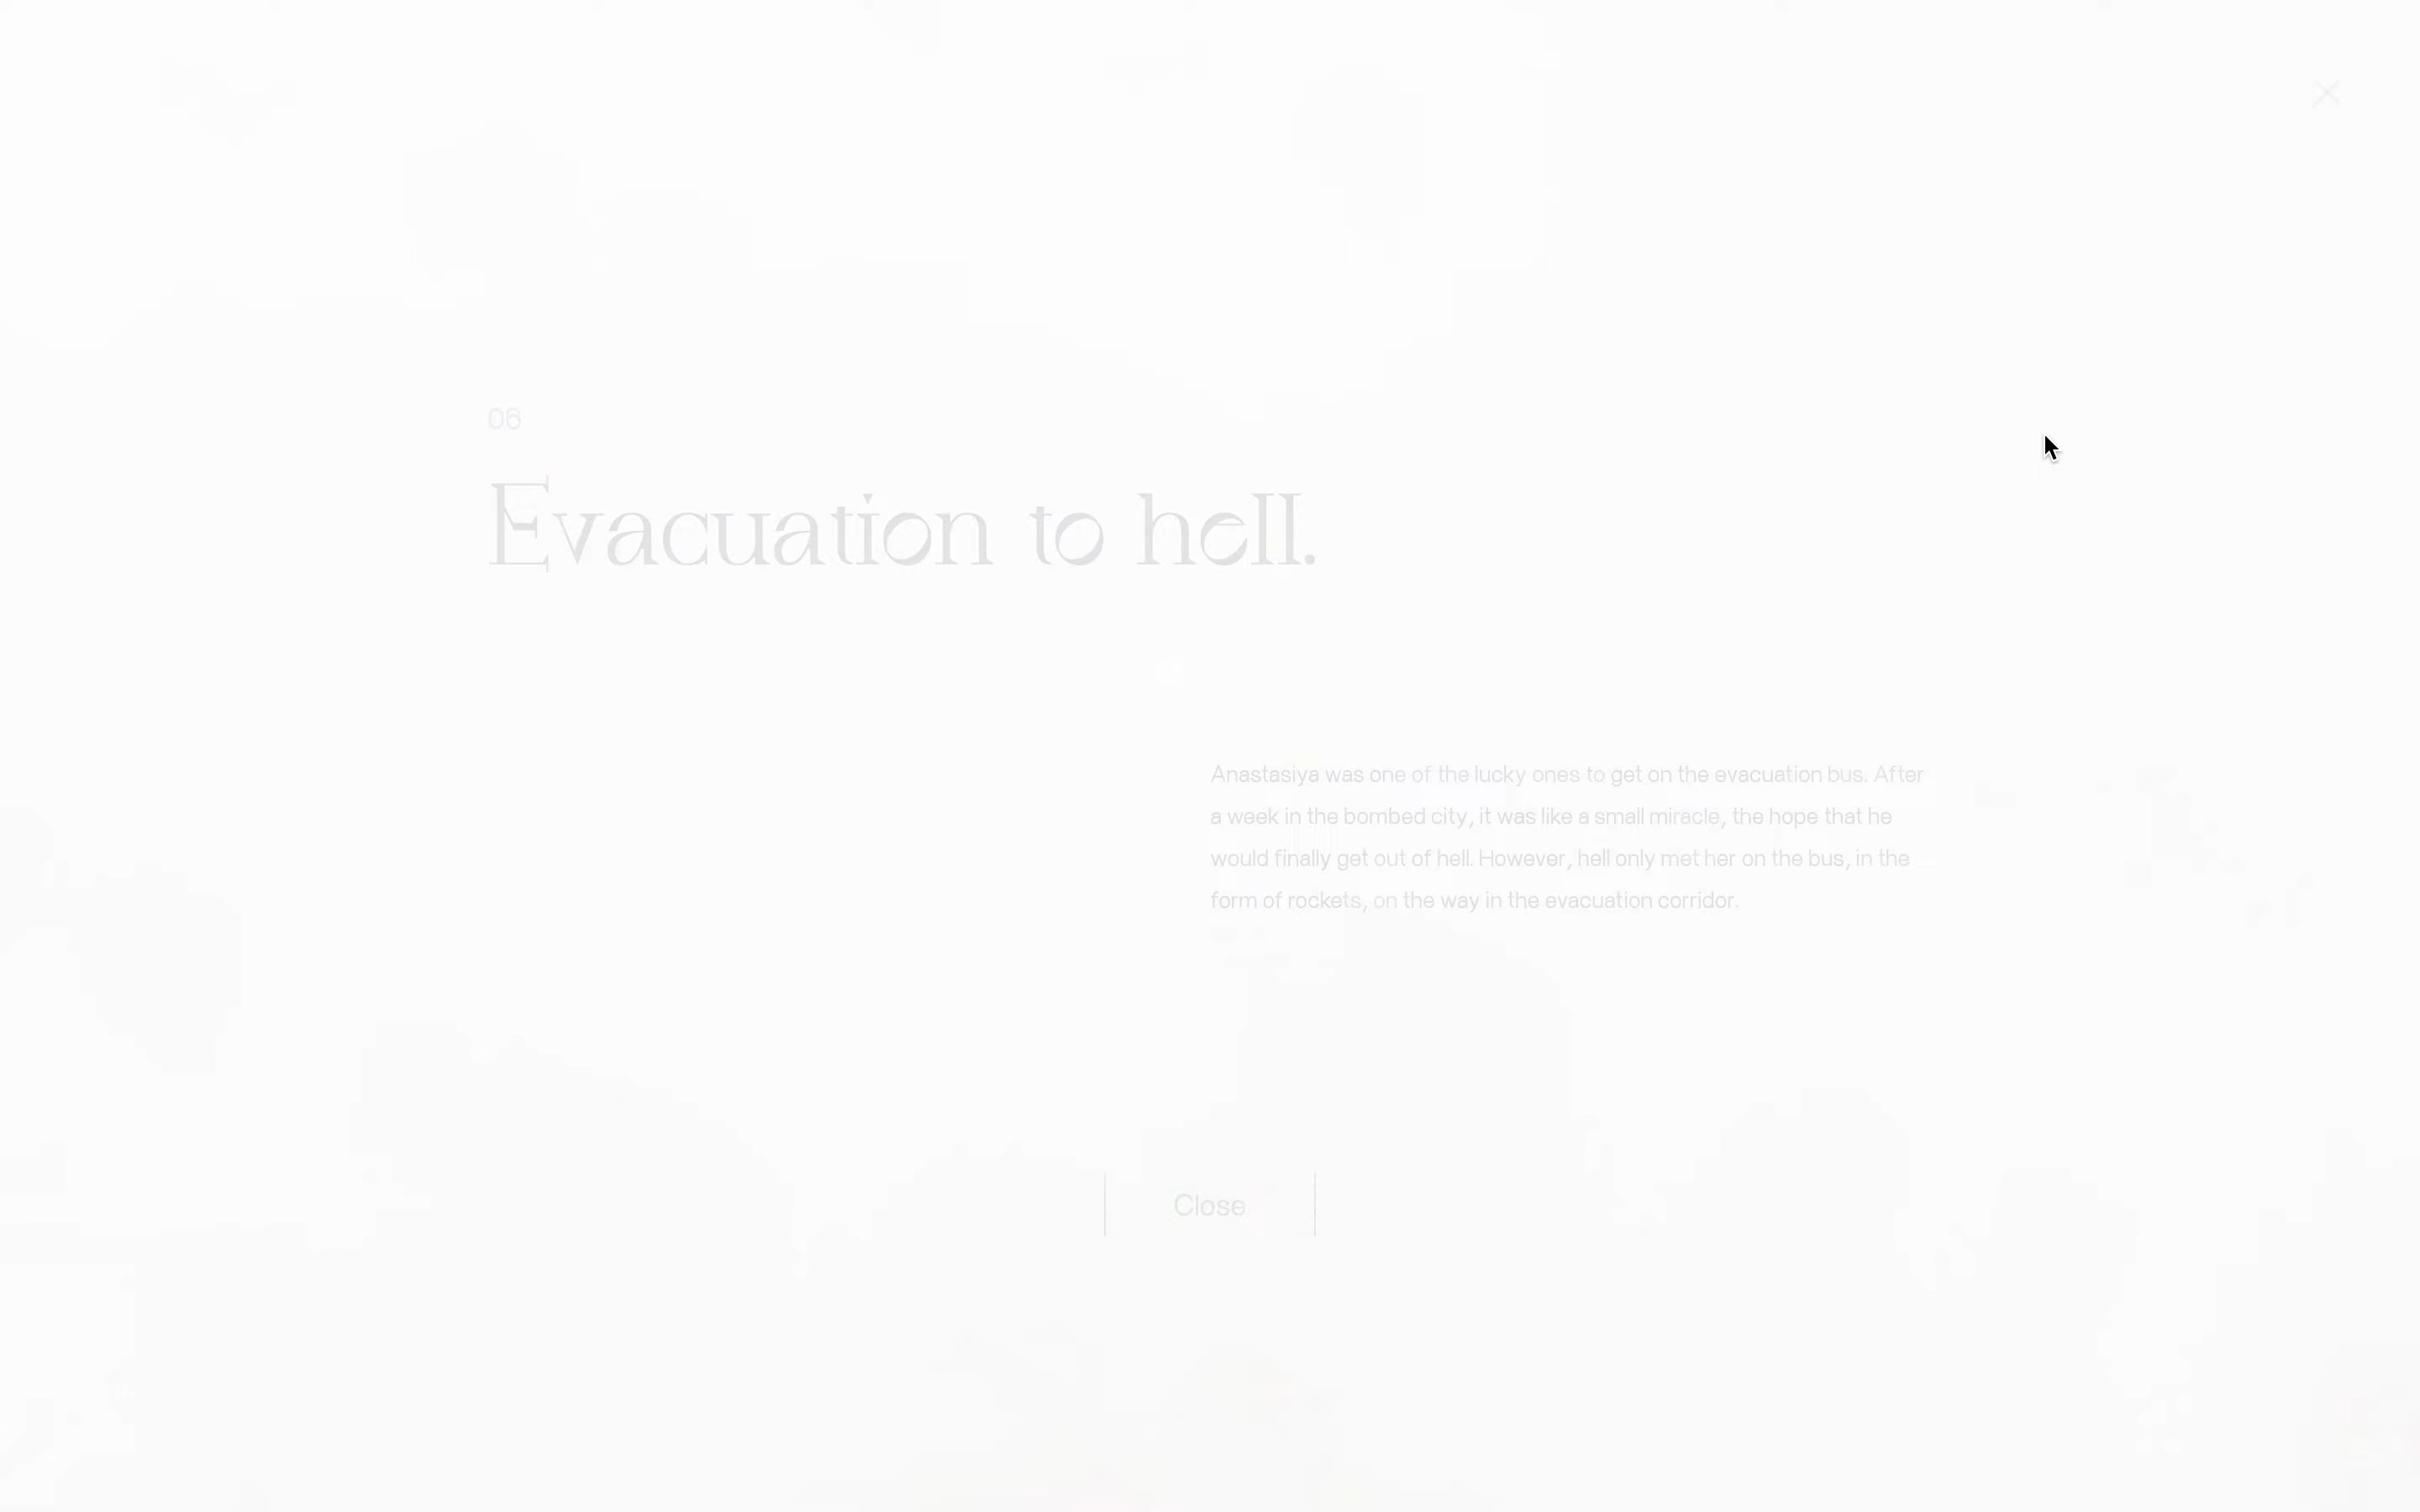 06
Evacuation to hell.
Anastasiya was one of the lucky ones to get on the evacuation bus. After
a week in the bombed city, it was like a small miracle, the hope that he
would finally get out of hell. However, hell only met her on the bus, in the
form of rockets, on the way in the evacuation corridor.
Close